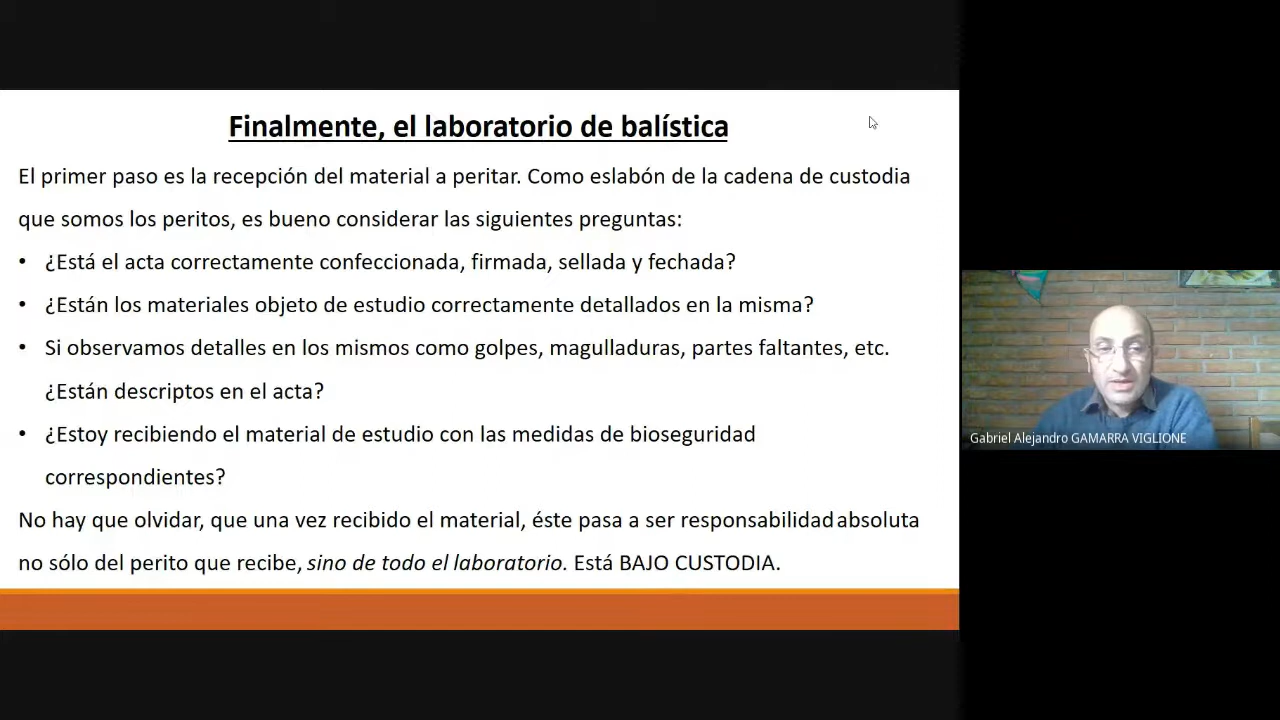 Finalmente, el laboratorio de balística
El primer paso es la recepción del material a peritar. Como eslabón de la cadena de custodia
que somos los peritos, es bueno considerar las siguientes preguntas:
• ¿Está el acta correctamente confeccionada, firmada, sellada y fechada?
• ¿Están los materiales objeto de estudio correctamente detallados en la misma?
• Si observamos detalles en los mismos como golpes, magulladuras, partes faltantes, etc.
¿Están descriptos en el acta?
• ¿Estoy recibiendo el material de estudio con las medidas de bioseguridad
correspondientes?
No hay que olvidar, que una vez recibido el material, éste pasa a ser responsabilidad absoluta
no sólo del perito que recibe, sino de todo el laboratorio. Está BAJO CUSTODIA.
Gabriel Alejandro GAMARRA VIGLIONE